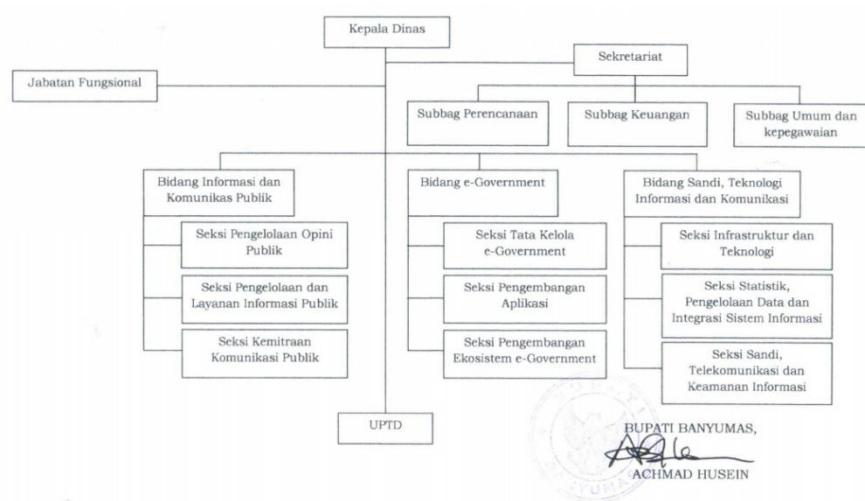 Kepala Dinas
Sekretariat
Jabatan Fungsional
Subbag Perencanaan
Subbag Keuangan
Subbag Umum dan
kepegawaian
Bidang Informasi dan
Komunikas Publik
Seksi Pengelolaan Opini
Publik
Seksi Pengelolaan dan
Layanan Informasi Publik
Seksi Kemitraan
Komunikasi Publik
Bidang e-Government
Seksi Tata Kelola
e-Government
Seksi Pengembangan
Aplikasi
Seksi Pengembangan
Ekosistem e-Government
Bidang Sandi, Teknologi
Informasi dan Komunikasi
Seksi Infrastruktur dan
Teknologi
Seksi Statistik,
Pengelolaan Data dan
Integrasi Sistem Informasi
Seksi Sandi,
Telekomunikasi dan
Keamanan Informasi
UPTD
BUPATI BANYUMAS,
ACHMAD HUSEIN